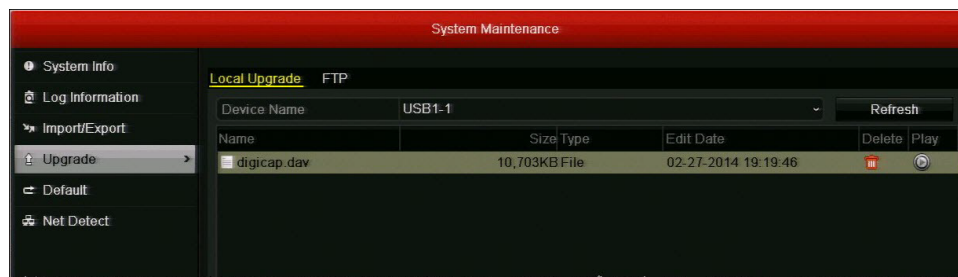 System Maintenance
System Info
Log Information
Import/Export
Upgrade
Default
Net Detect
Local Upgrade FTP
Device Name USB1-1 Refresh
Name Size Type Edit Date Delete Play
digicap.dav 10,703KB File 02-27-2014 19:19:46